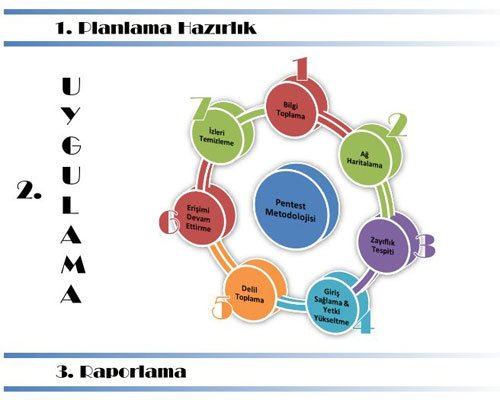 1. Planlama Hazırlık
2.
UYGULAMA
1
Bilgi
Toplama
2
Ağ
Haritalama
3
Zayıflık
Tespiti
4
Giriş
Sağlama &
Yetki
Yükseltme
5
Delil
Toplama
6
Erişimi
Devam
Ettirme
7
İzleri
Temizleme
Pentest
Metodolojisi
3. Raporlama